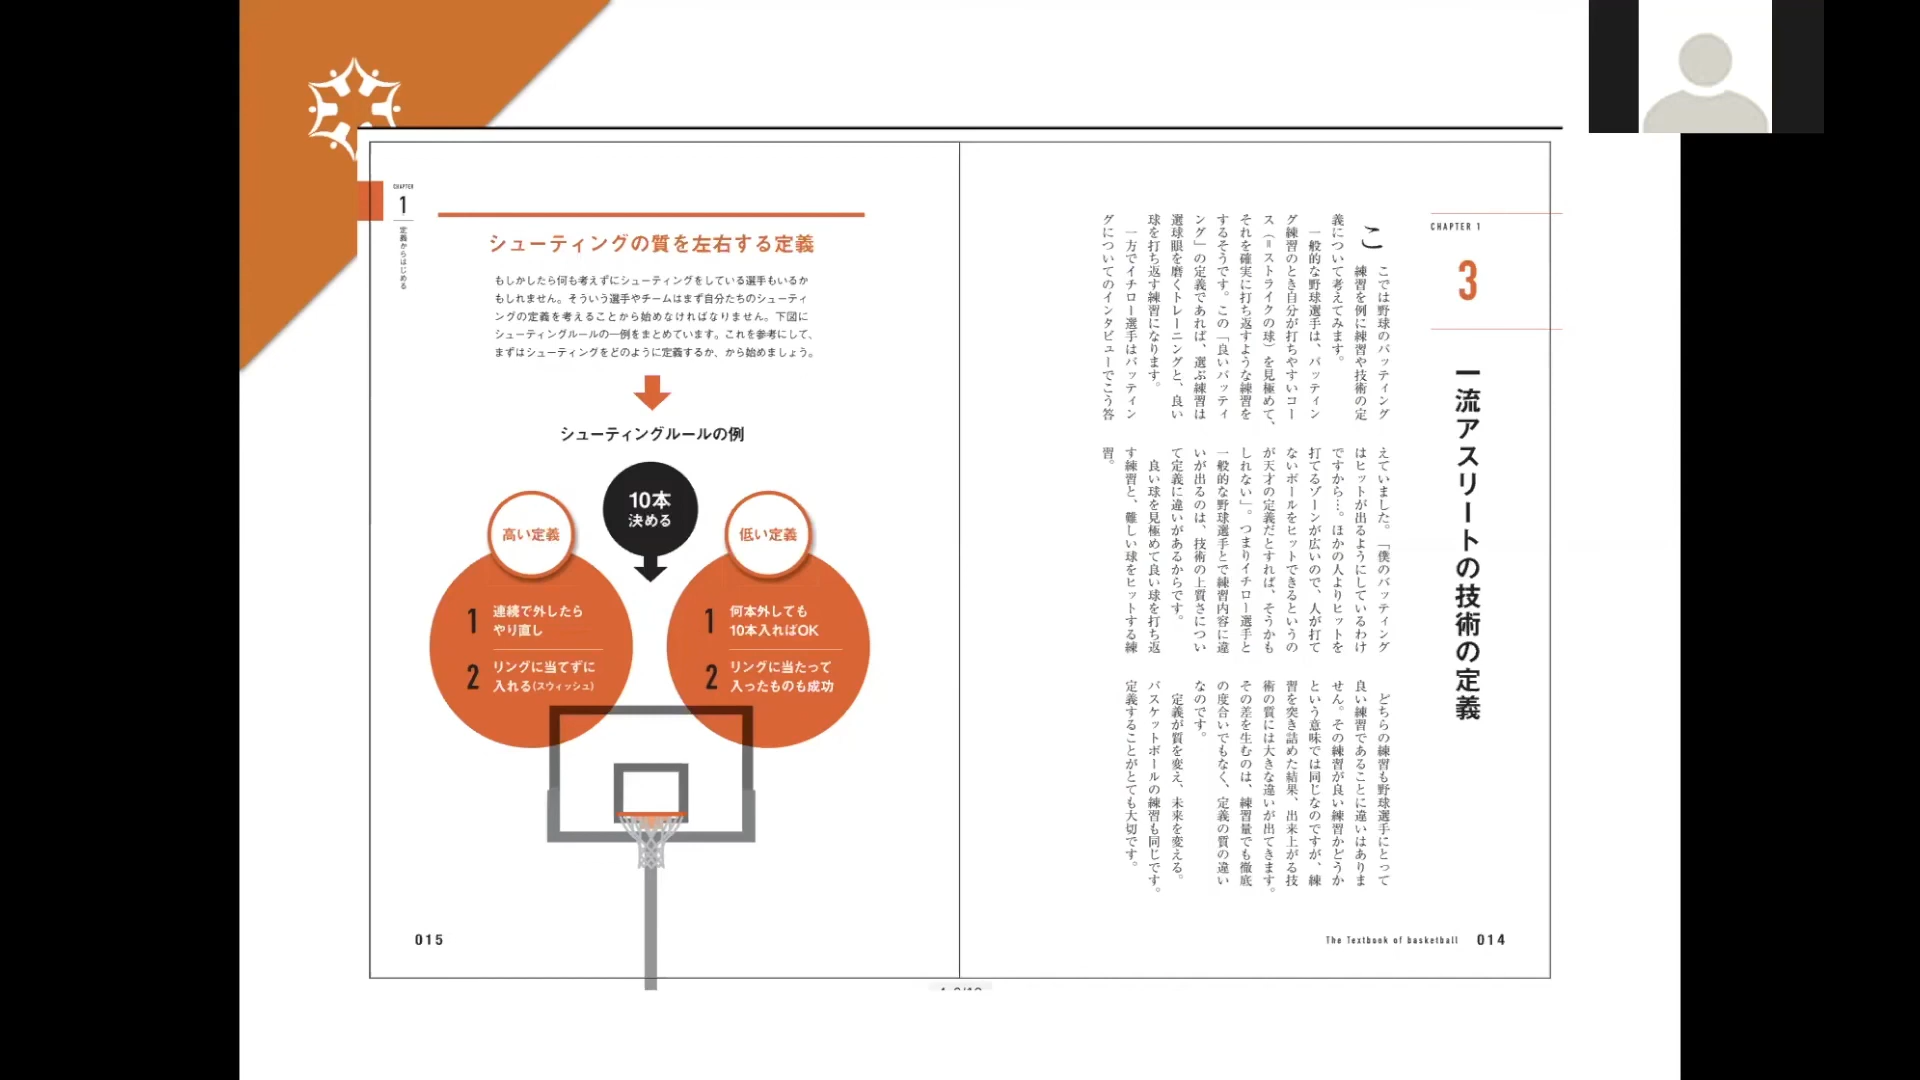 CHAPTER 1
3
一流アスリートの技術の定義
ここでは野球のバッティング
練習を例に練習や技術の定
義について考えてみます。
一般的な野球選手は、バッティン
グ練習のとき自分が打ちやすいコー
ス（＝ストライクの球）を見極めて、
それを確実に打ち返すような練習を
するそうです。この「良いバッティ
ング」の定義であれば、選ぶ練習は
選球眼を磨くトレーニングと、良い
球を打ち返す練習になります。
一方でイチロー選手はバッティン
グについてのインタビューでこう答
えていました。「僕のバッティング
はヒットが出るようにしているわけ
ですから…。ほかの人よりヒットを
打てるゾーンが広いので、人が打て
ないボールをヒットできるというの
が天才の定義だとすれば、そうかも
しれない」。つまりイチロー選手と
一般的な野球選手とで練習内容に違
いが出るのは、技術の上質さについ
て定義に違いがあるからです。
良い球を見極めて良い球を打ち返
す練習と、難しい球をヒットする練
習。
どちらの練習も野球選手にとって
良い練習であることに違いはありま
せん。その練習が良い練習かどうか
という意味では同じなのですが、練
習を突き詰めた結果、出来上がる技
術の質には大きな違いが出てきます。
その差を生むのは、練習量でも徹底
の度合いでもなく、定義の質の違い
なのです。
定義が質を変え、未来を変える。
バスケットボールの練習も同じです。
定義することがとても大切です。
The Textbook of basketball 014
CHAPTER
1
定義からはじめる
シューティングの質を左右する定義
もしかしたら何も考えずにシューティングをしている選手もいるか
もしれません。そういう選手やチームはまず自分たちのシューティ
ングの定義を考えることから始めなければなりません。下図に
シューティングルールの一例をまとめています。これを参考にして、
まずはシューティングをどのように定義するか、から始めましょう。
シューティングルールの例
10本
決める
高い定義
1 連続で外したら
やり直し
2 リングに当てずに
入れる(スウィッシュ)
低い定義
1 何本外しても
10本入ればOK
2 リングに当たって
入ったものも成功
015